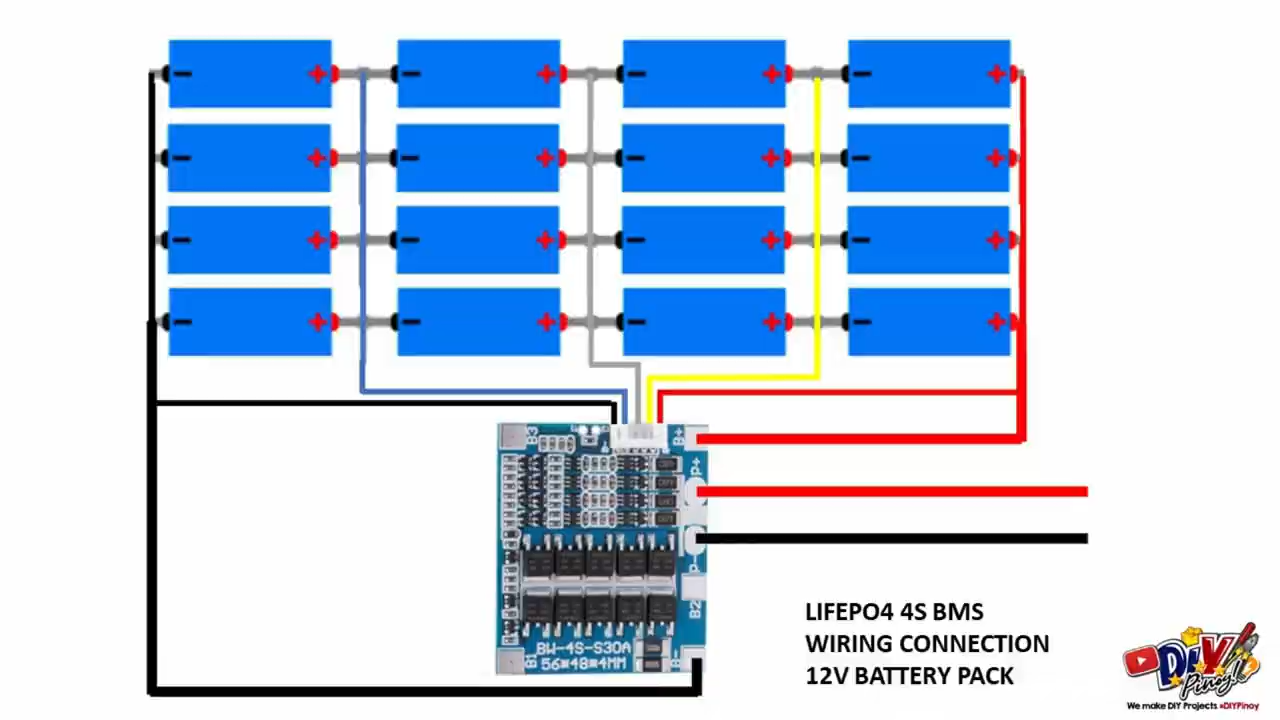 B3
B+
P+
P-
B2
BW-4S-S30A
B1
56*48*4MM
B-
LIFEPO4 4S BMS
WIRING CONNECTION
12V BATTERY PACK
DIY
Pinoy!
We make DIY Projects #DIYPinoy